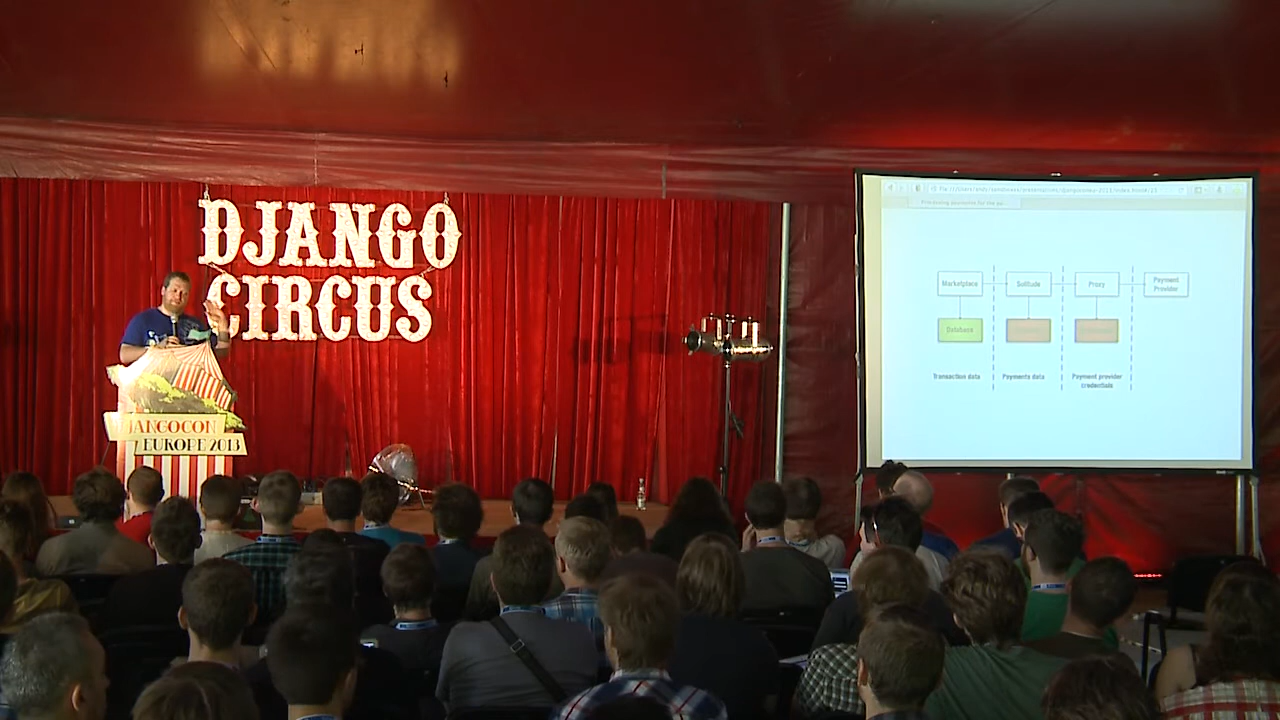 DJANGO
CIRCUS
DJANGOCON
EUROPE 2013
Marketplace
Solitude
Proxy
Payment
Provider
Database
Transaction data
Payments data
Payment provider
credentials